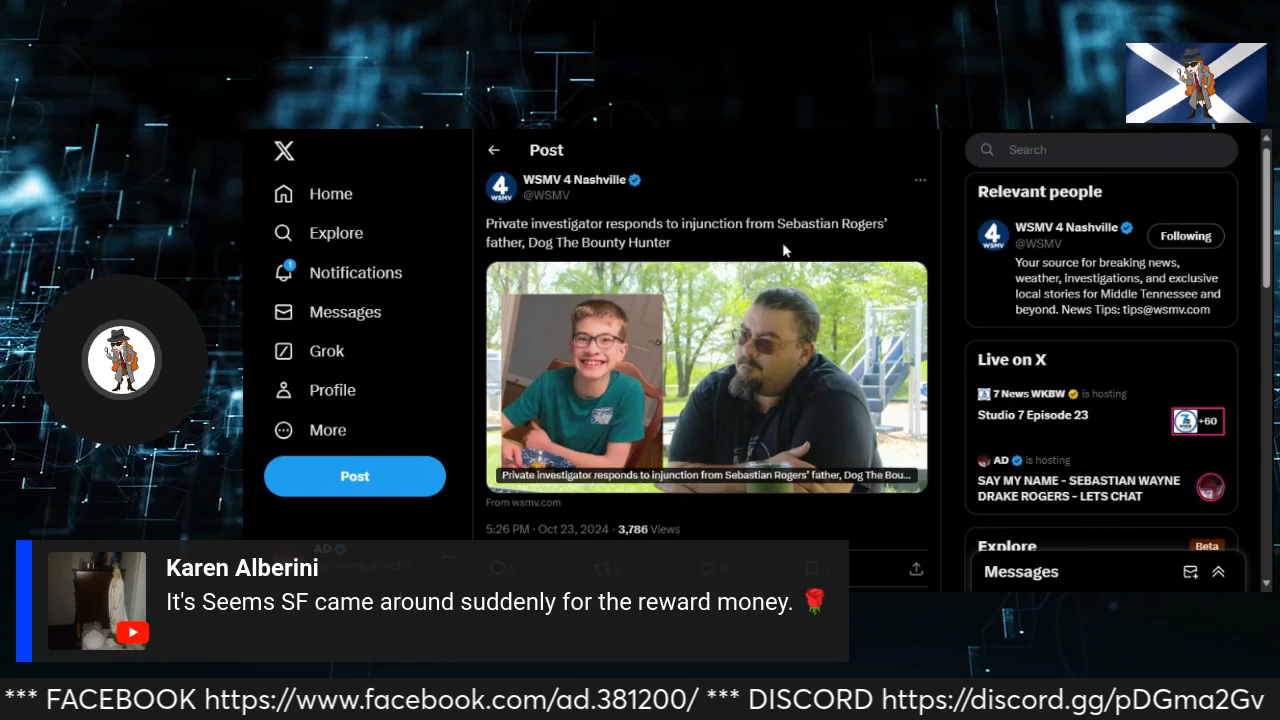 X
Home
Explore
1
Notifications
Messages
Grok
Profile
More
Post
Post
WSMV 4 Nashville
@WSMV
Private investigator responds to injunction from Sebastian Rogers'
father, Dog The Bounty Hunter
4
WSMV
Private investigator responds to injunction from Sebastian Rogers' father, Dog The Bou...
From wsmv.com
5:26 PM · Oct 23, 2024 · 3,786 Views
AD
Search
Relevant people
4
WSMV
WSMV 4 Nashville
@WSMV
Following
Your source for breaking news,
weather, investigations, and exclusive
local stories for Middle Tennessee and
beyond. News Tips: tips@wsmv.com
Live on X
7 News WKBW is hosting
Studio 7 Episode 23
+60
AD is hosting
SAY MY NAME - SEBASTIAN WAYNE
DRAKE ROGERS - LETS CHAT
Explore
Beta
Messages
Karen Alberini
It's Seems SF came around suddenly for the reward money. 🌹
*** FACEBOOK https://www.facebook.com/ad.381200/ *** DISCORD https://discord.gg/pDGma2Gv